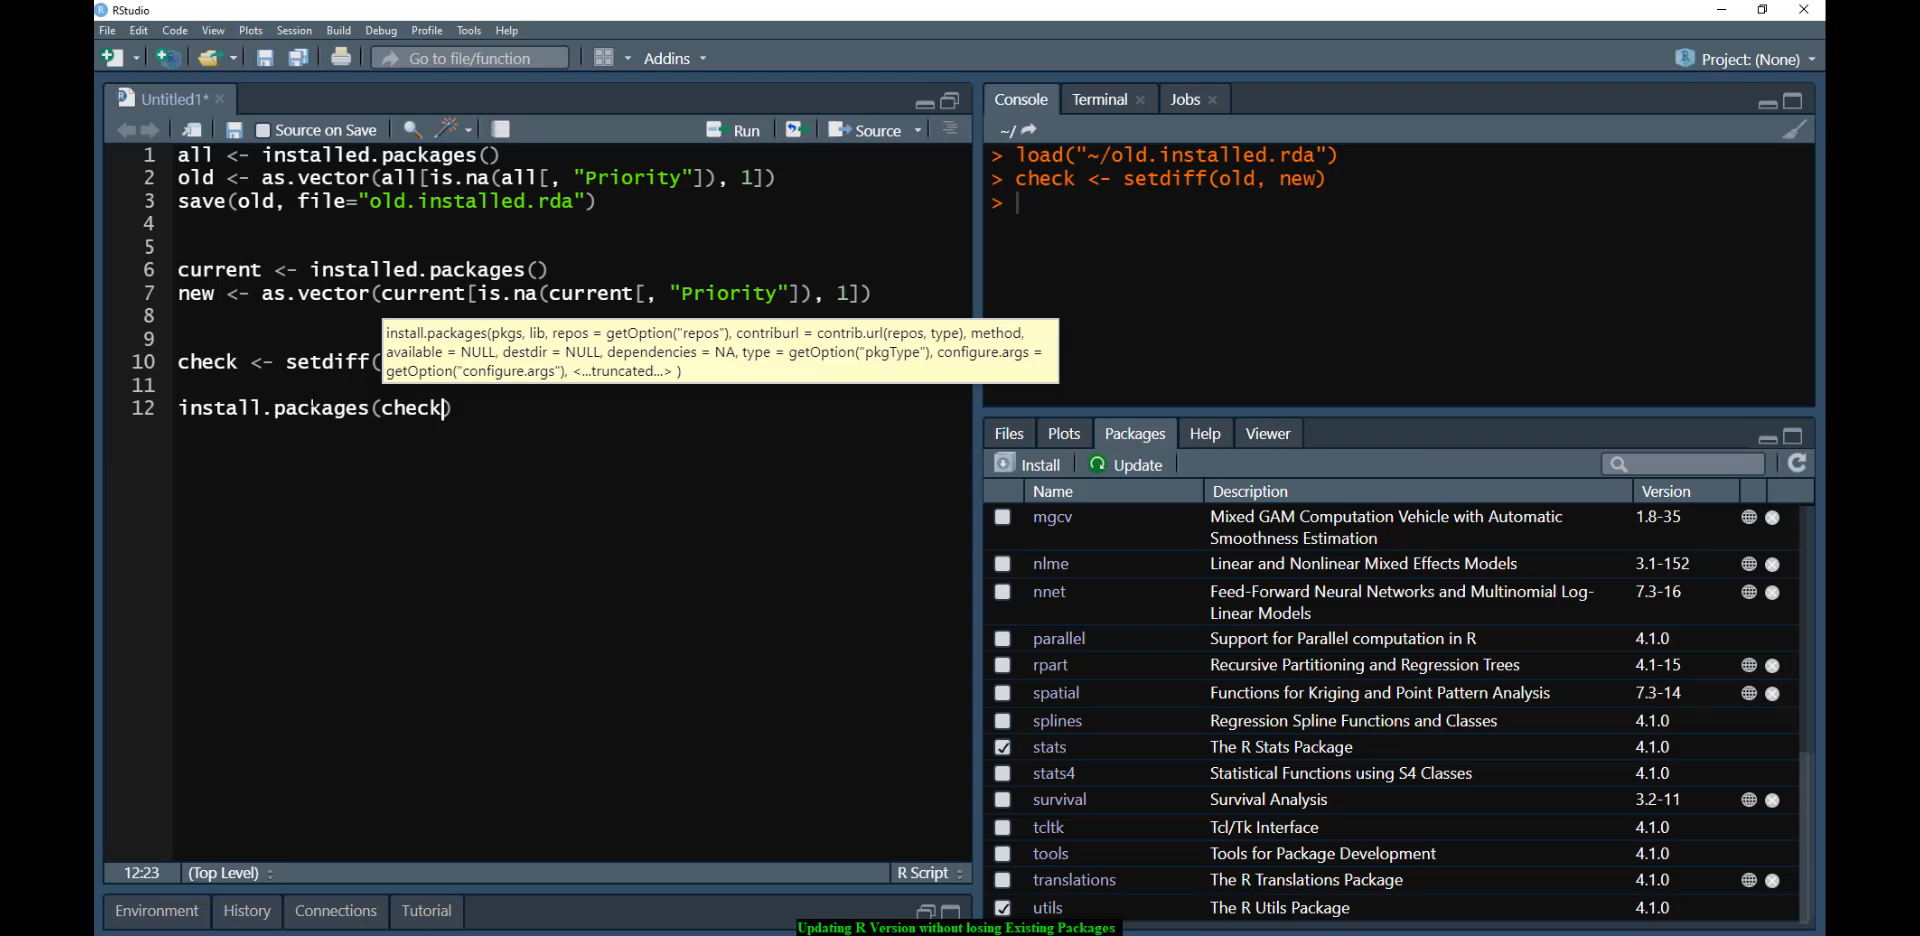 RStudio
File Edit Code View Plots Session Build Debug Profile Tools Help
Go to file/function Addins Project: (None)
Untitled1*
Source on Save Run Source
1 all <- installed.packages()
2 old <- as.vector(all[is.na(all[, "Priority"]), 1])
3 save(old, file="old.installed.rda")
4
5
6 current <- installed.packages()
7 new <- as.vector(current[is.na(current[, "Priority"]), 1])
8
9
install.packages(pkgs, lib, repos = getOption("repos"), contriburl = contrib.url(repos, type), method,
available = NULL, destdir = NULL, dependencies = NA, type = getOption("pkgType"), configure.args =
getOption("configure.args"), <...truncated...> )
10 check <- setdiff(
11
12 install.packages(check)
12:23 (Top Level) R Script
Environment History Connections Tutorial
Console Terminal Jobs
~/
> load("~/old.installed.rda")
> check <- setdiff(old, new)
>
Files Plots Packages Help Viewer
Install Update
Name Description Version
mgcv Mixed GAM Computation Vehicle with Automatic 1.8-35
Smoothness Estimation
nlme Linear and Nonlinear Mixed Effects Models 3.1-152
nnet Feed-Forward Neural Networks and Multinomial Log- 7.3-16
Linear Models
parallel Support for Parallel computation in R 4.1.0
rpart Recursive Partitioning and Regression Trees 4.1-15
spatial Functions for Kriging and Point Pattern Analysis 7.3-14
splines Regression Spline Functions and Classes 4.1.0
stats The R Stats Package 4.1.0
stats4 Statistical Functions using S4 Classes 4.1.0
survival Survival Analysis 3.2-11
tcltk Tcl/Tk Interface 4.1.0
tools Tools for Package Development 4.1.0
translations The R Translations Package 4.1.0
utils The R Utils Package 4.1.0
Updating R Version without losing Existing Packages